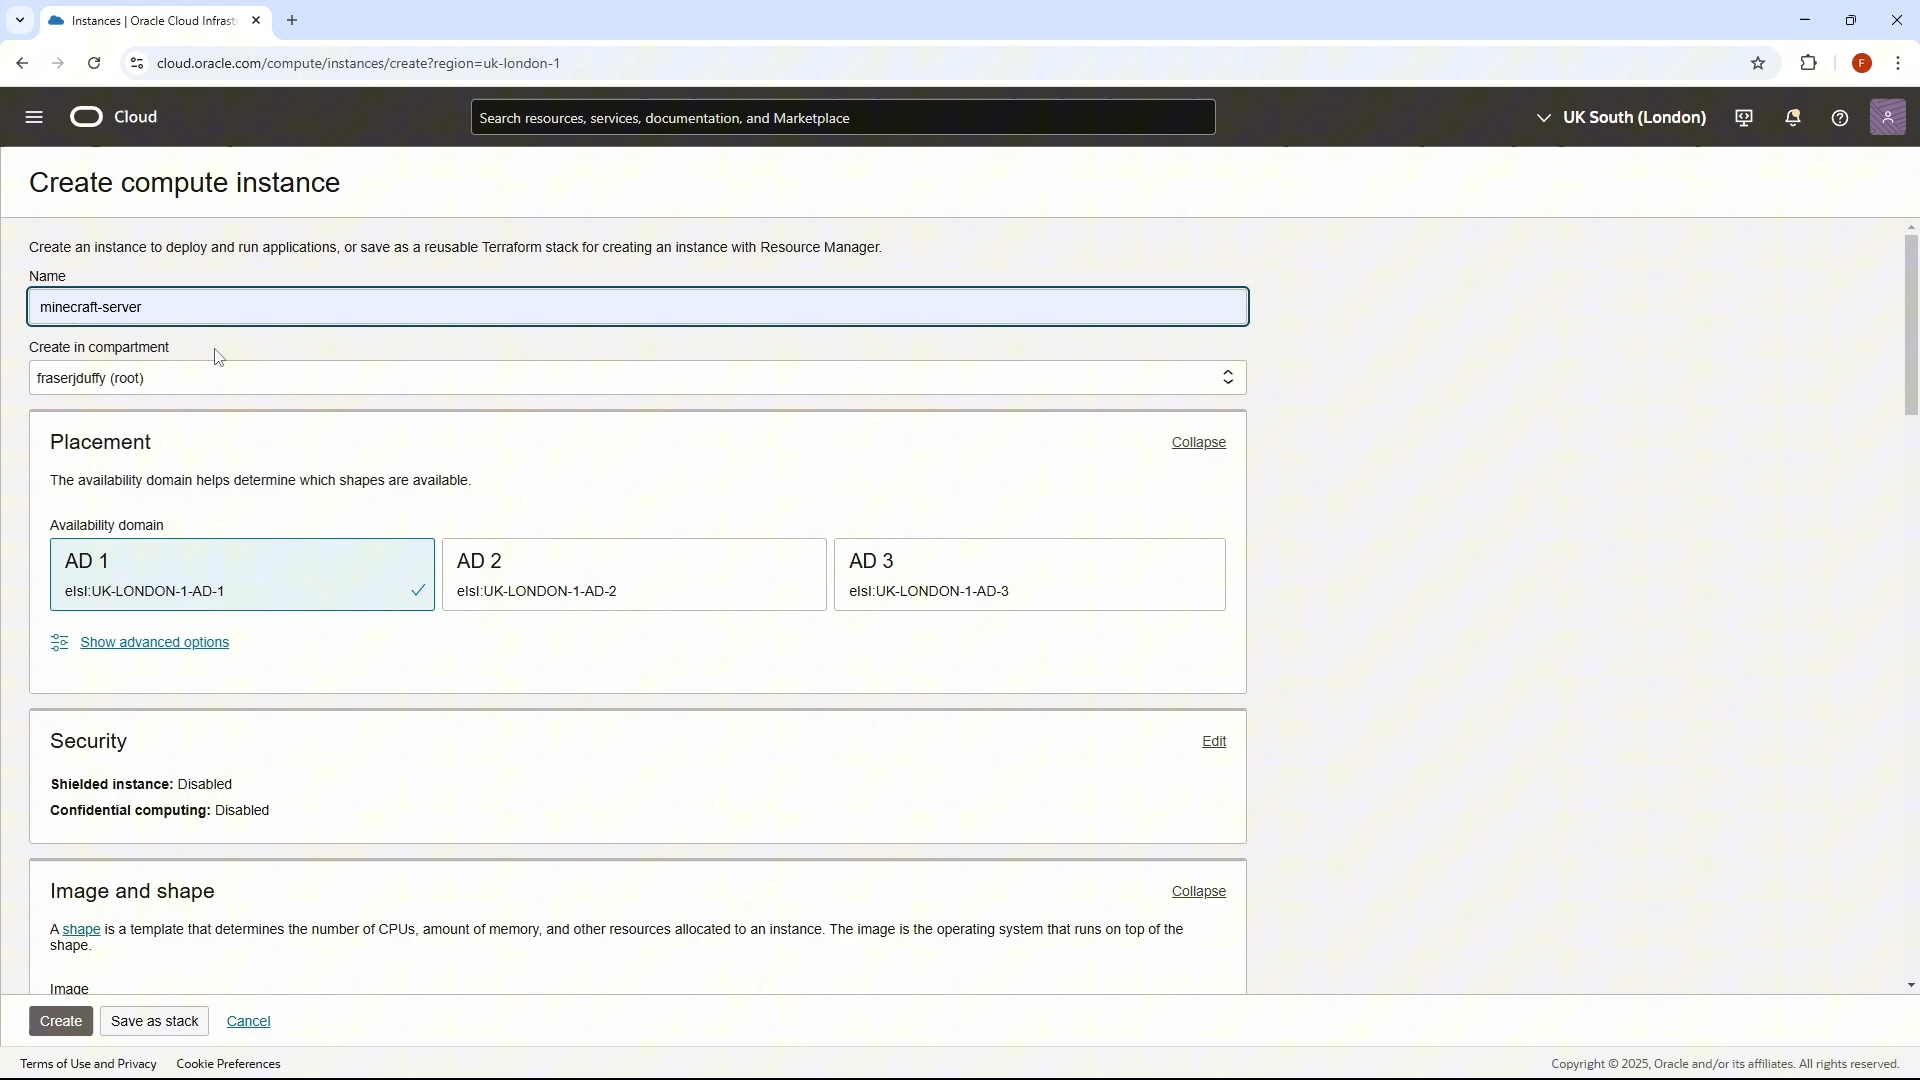 Instances | Oracle Cloud Infrast
cloud.oracle.com/compute/instances/create?region=uk-london-1
F
Cloud
Search resources, services, documentation, and Marketplace
UK South (London)
Create compute instance
Create an instance to deploy and run applications, or save as a reusable Terraform stack for creating an instance with Resource Manager.
Name
minecraft-server
Create in compartment
fraserjduffy (root)
Placement
Collapse
The availability domain helps determine which shapes are available.
Availability domain
AD 1
elsl:UK-LONDON-1-AD-1
AD 2
elsl:UK-LONDON-1-AD-2
AD 3
elsl:UK-LONDON-1-AD-3
Show advanced options
Security
Edit
Shielded instance: Disabled
Confidential computing: Disabled
Image and shape
Collapse
A shape is a template that determines the number of CPUs, amount of memory, and other resources allocated to an instance. The image is the operating system that runs on top of the
shape.
Image
Create
Save as stack
Cancel
Terms of Use and Privacy
Cookie Preferences
Copyright © 2025, Oracle and/or its affiliates. All rights reserved.